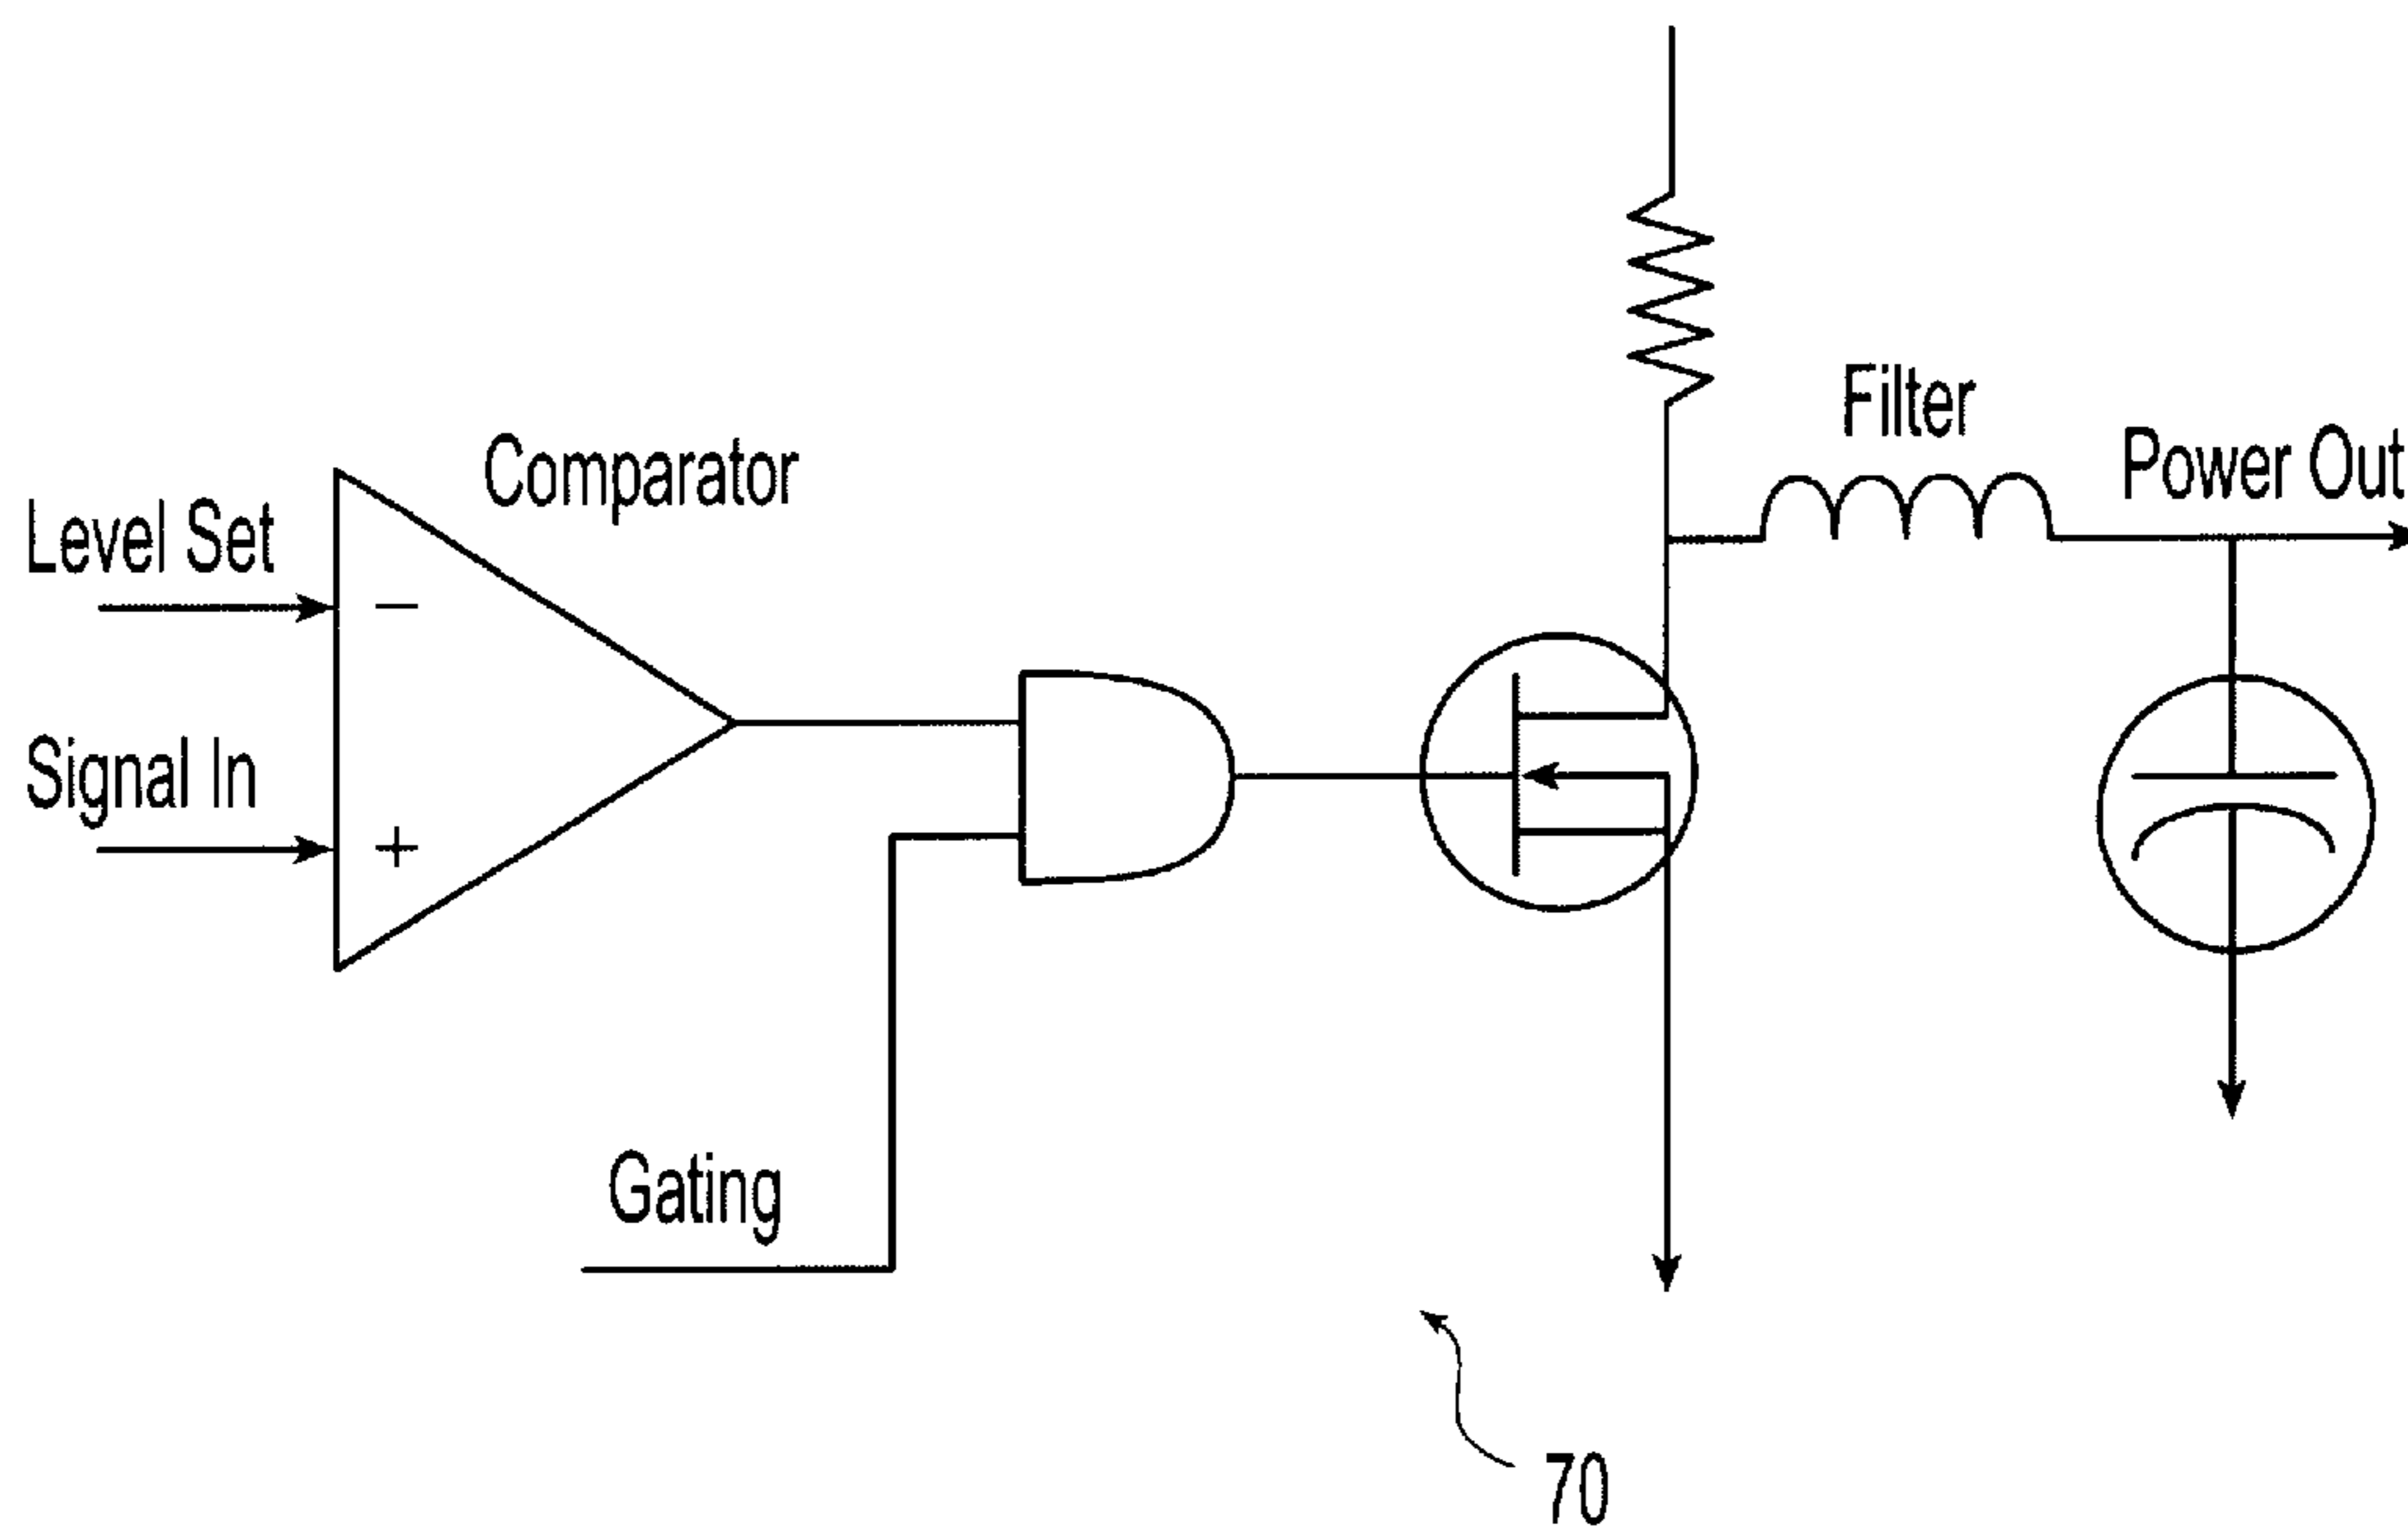 Filter
Power Out
Comparator
Level Set
−
Signal In
+
Gating
70